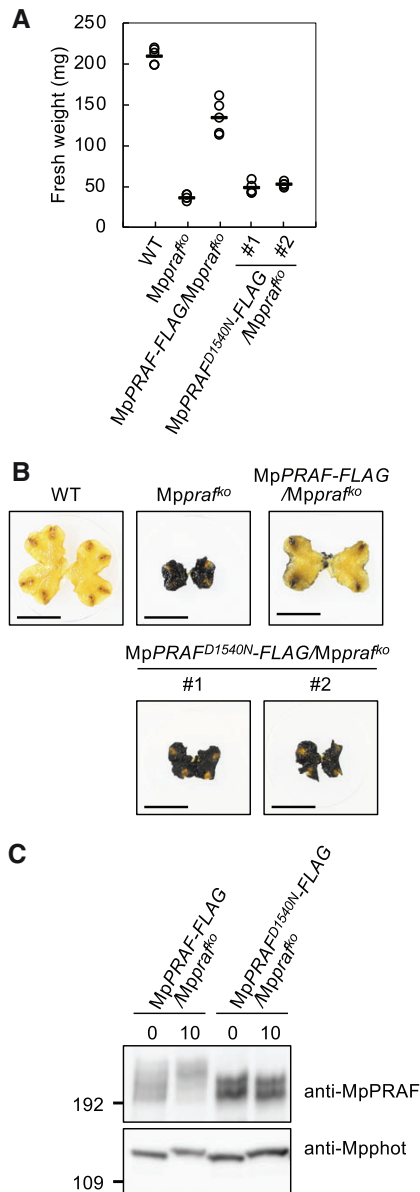 A
Fresh weight (mg)
250
200
150
100
50
0
WT
Mppraf^ko
MpPRAF-FLAG/Mppraf^ko
#1
#2
MpPRAF^D1540N-FLAG
/Mppraf^ko
B
WT
Mppraf^ko
MpPRAF-FLAG
/Mppraf^ko
MpPRAF^D1540N-FLAG/Mppraf^ko
#1
#2
C
MpPRAF-FLAG
/Mppraf^ko
MpPRAF^D1540N-FLAG
/Mppraf^ko
0 10 0 10
192
anti-MpPRAF
anti-Mpphot
109